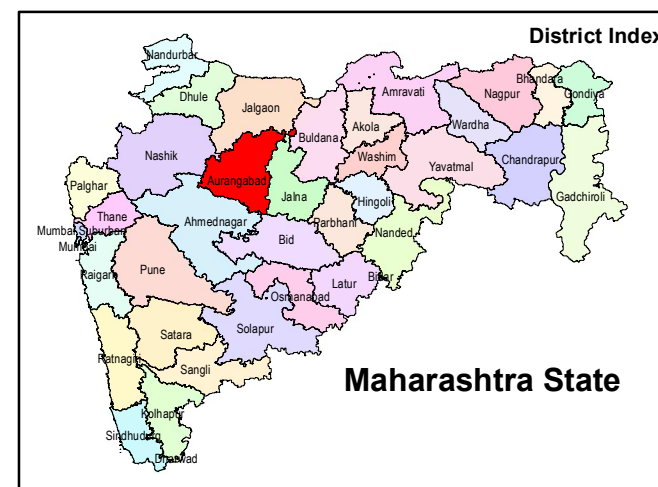 District Index
Nandurbar
Dhule
Jalgaon
Buldana
Akola
Amravati
Wardha
Nagpur
Bhandara
Gondiya
Nashik
Aurangabad
Jalna
Washim
Yavatmal
Chandrapur
Gadchiroli
Palghar
Thane
Mumbai Suburban
Mumbai
Ahmednagar
Hingoli
Parbhani
Nanded
Bid
Raigarh
Pune
Latur
Bidar
Osmanabad
Solapur
Satara
Sangli
Ratnagiri
Maharashtra State
Kolhapur
Sindhudurg
Dharwad